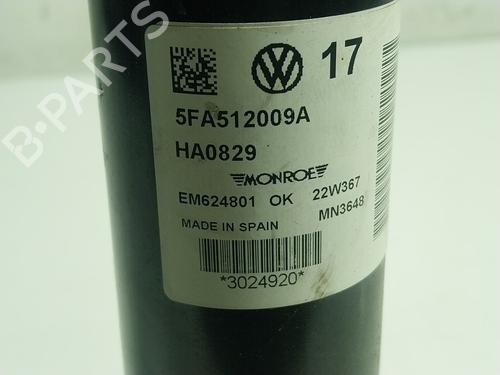 17
5FA512009A
HA0829
MONROE
EM624801 OK 22W367
MADE IN SPAIN MN3648
*3024920*
B-PARTS